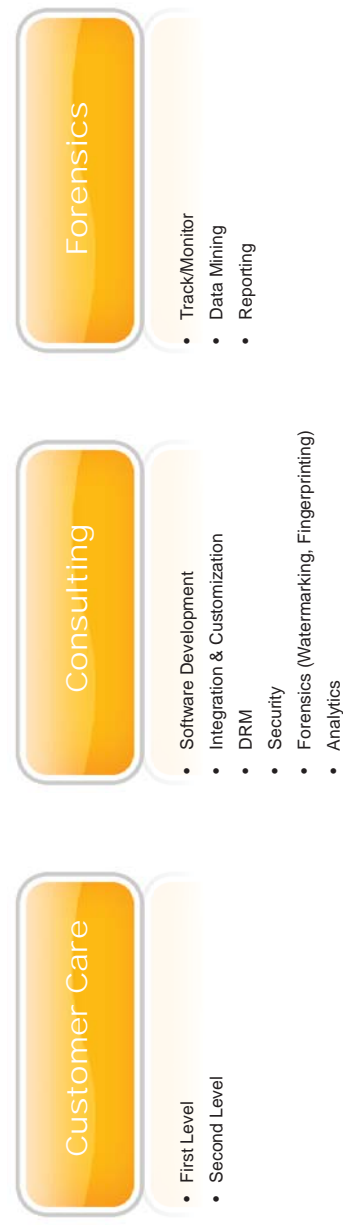 Customer Care
• First Level
• Second Level
Consulting
• Software Development
• Integration & Customization
• DRM
• Security
• Forensics (Watermarking, Fingerprinting)
• Analytics
Forensics
• Track/Monitor
• Data Mining
• Reporting